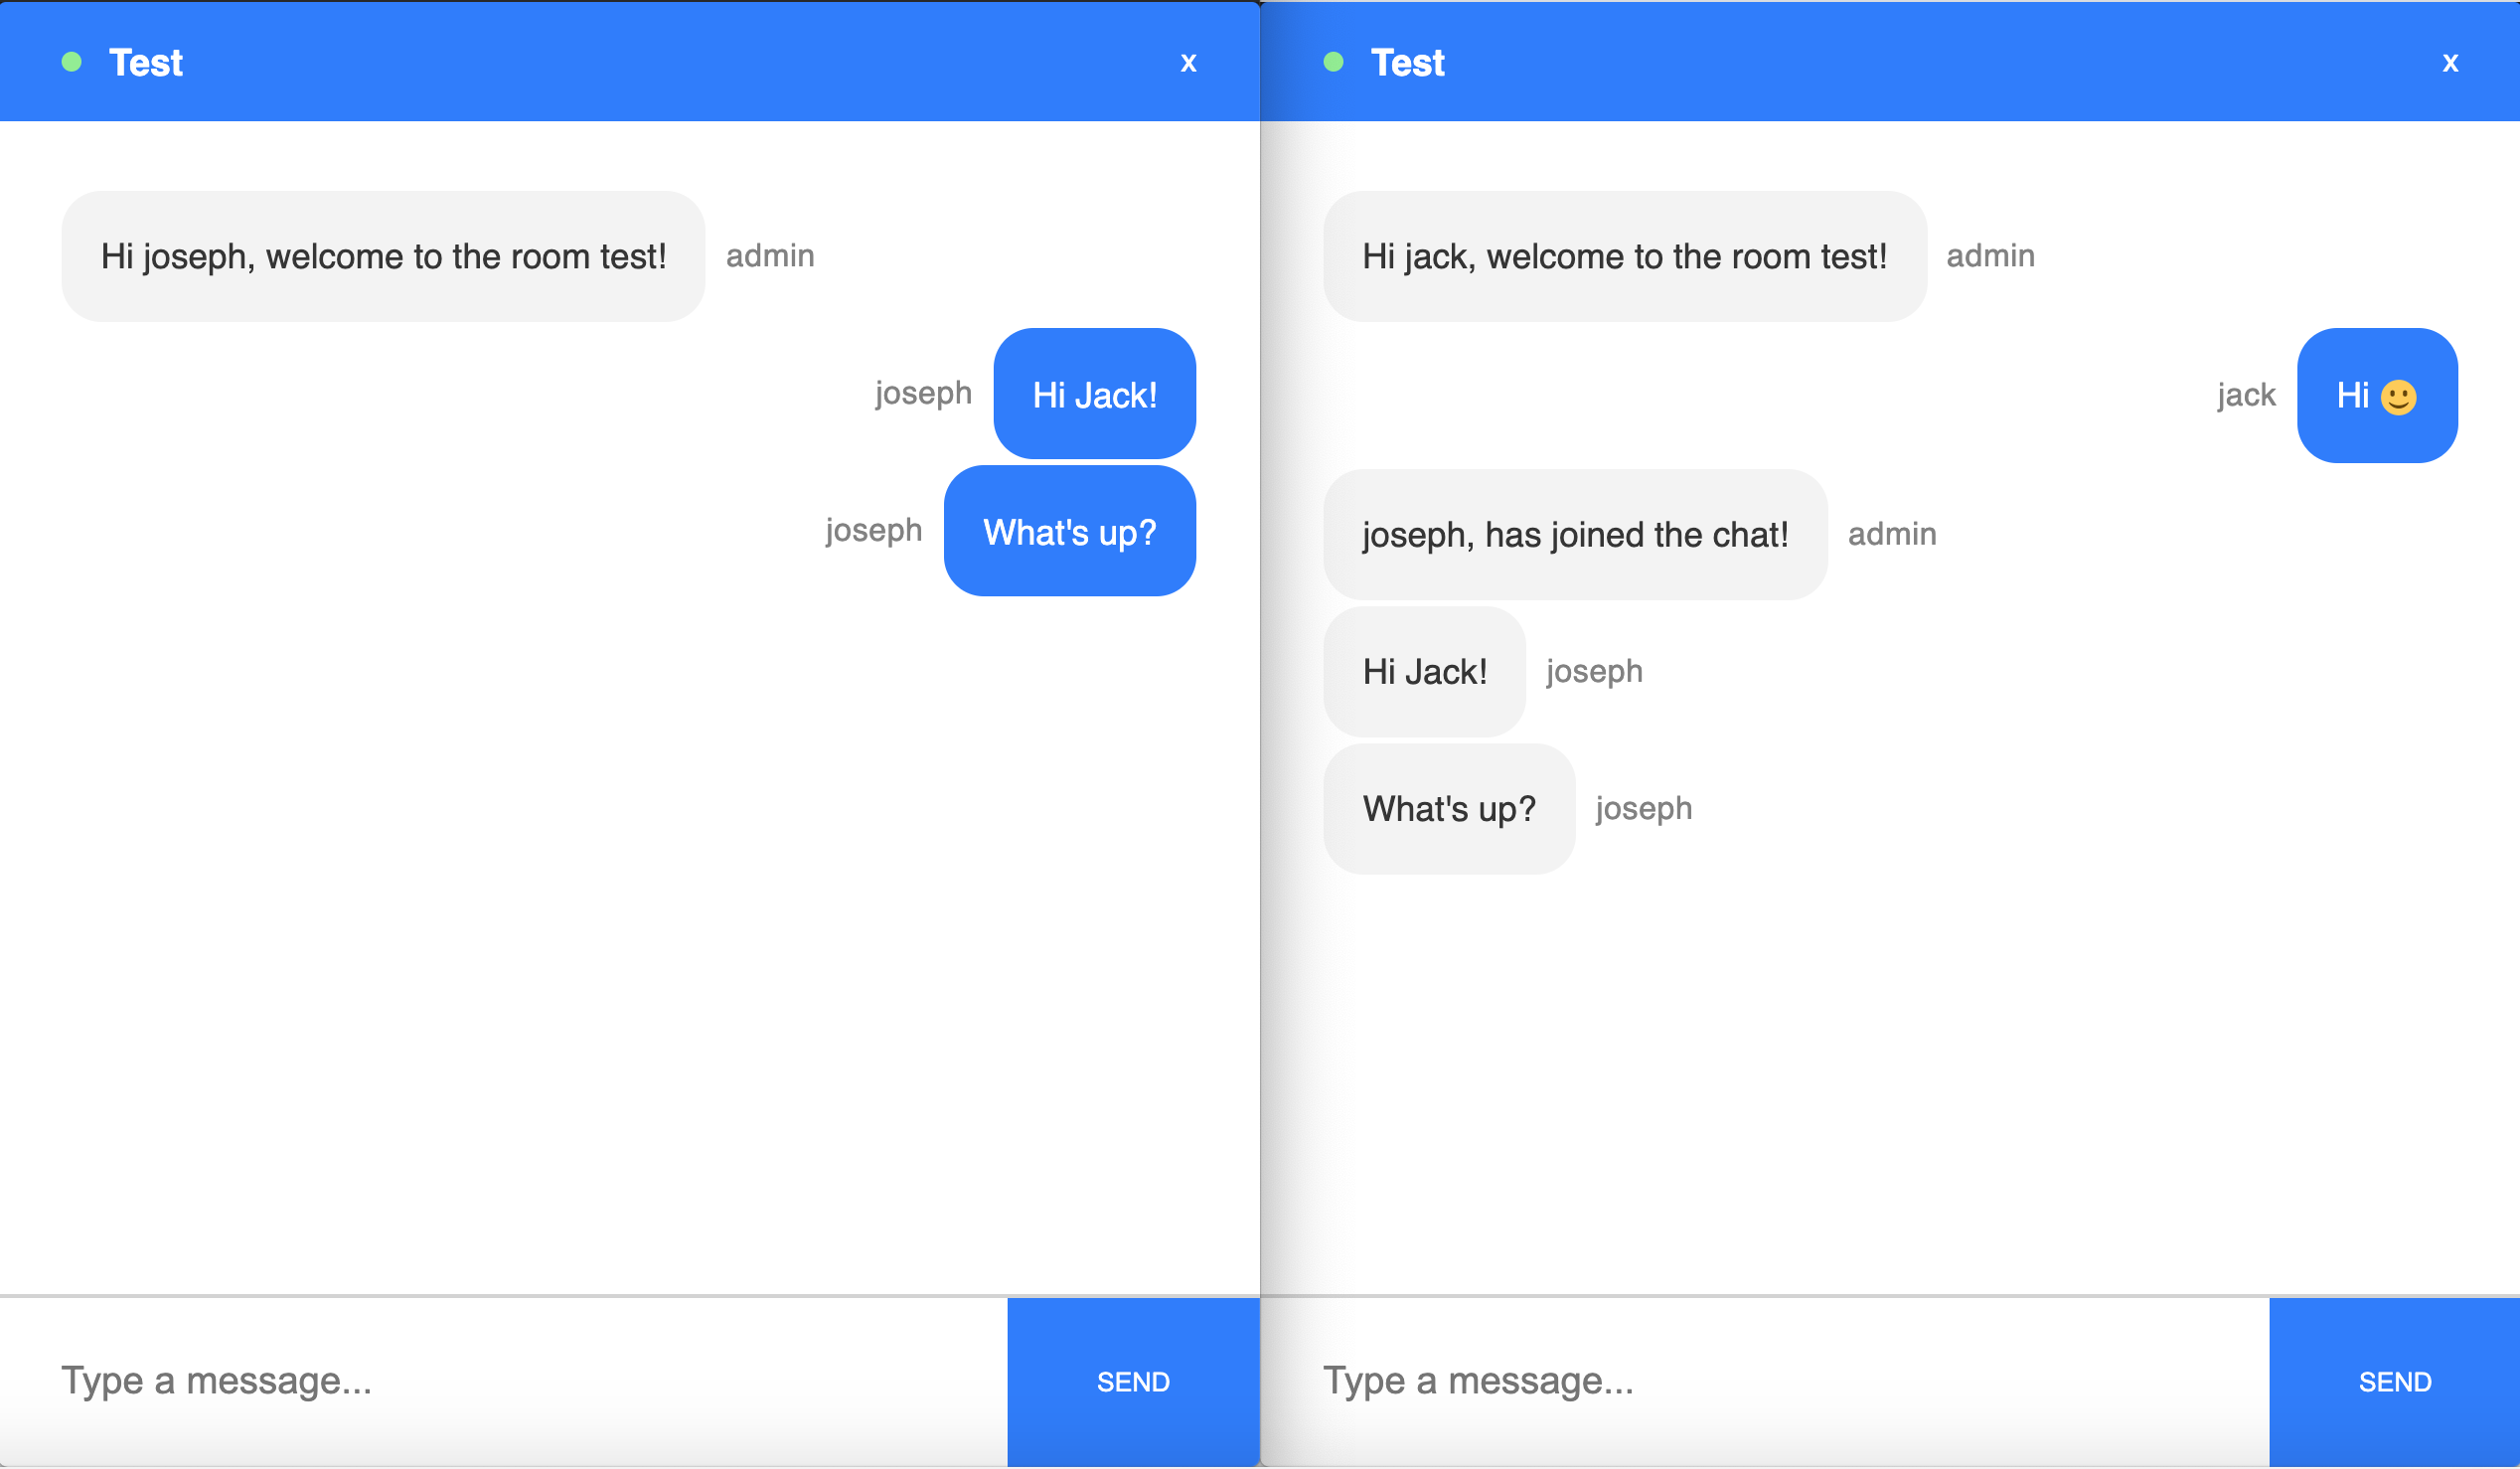 Test
x
Hi joseph, welcome to the room test!
admin
joseph
Hi Jack!
joseph
What's up?
Type a message...
SEND
Test
x
Hi jack, welcome to the room test!
admin
jack
Hi 🙂
joseph, has joined the chat!
admin
Hi Jack!
joseph
What's up?
joseph
Type a message...
SEND